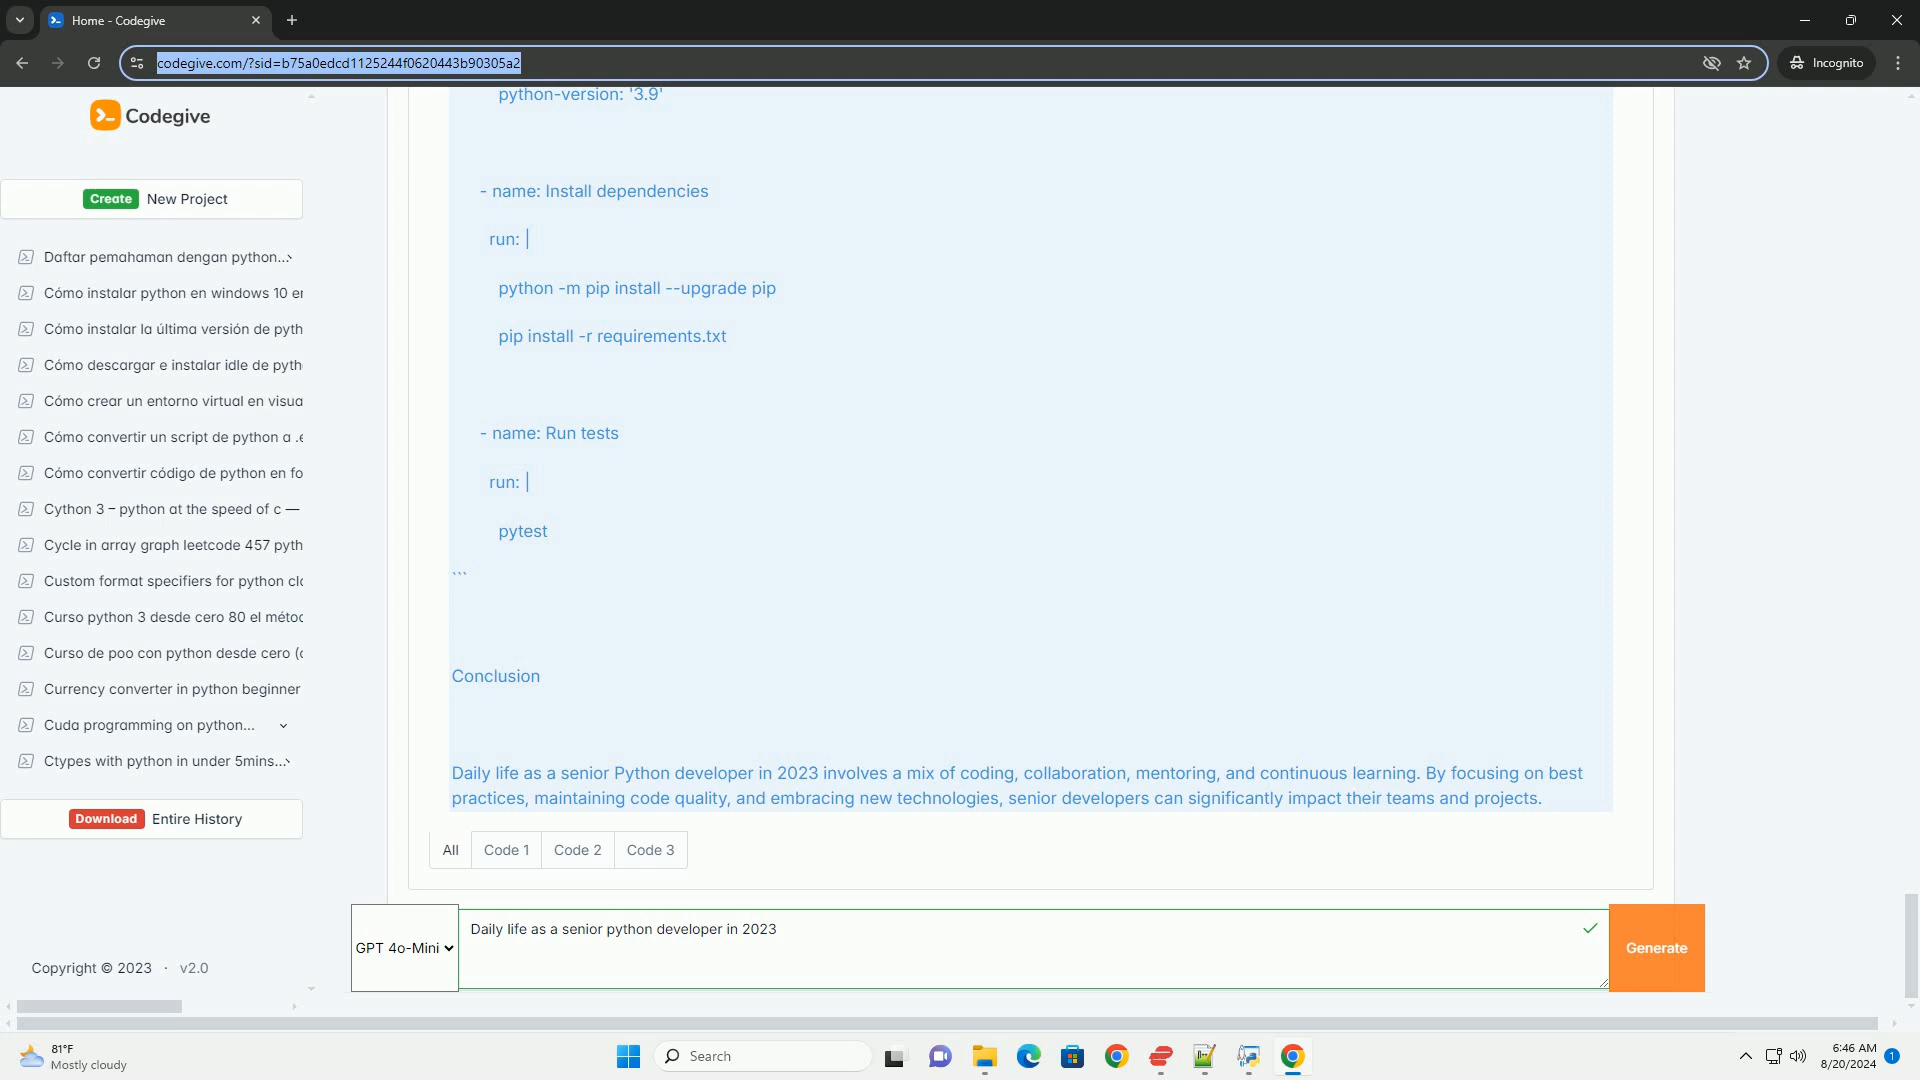 Home - Codegive
codegive.com/?sid=b75a0edcd1125244f0620443b90305a2
Incognito
Codegive
Create New Project
Daftar pemahaman dengan python...
Cómo instalar python en windows 10 er
Cómo instalar la última versión de pyth
Cómo descargar e instalar idle de pyth
Cómo crear un entorno virtual en visua
Cómo convertir un script de python a .e
Cómo convertir código de python en fo
Cython 3 – python at the speed of c —
Cycle in array graph leetcode 457 pyth
Custom format specifiers for python cla
Curso python 3 desde cero 80 el métoc
Curso de poo con python desde cero (c
Currency converter in python beginner
Cuda programming on python...
Ctypes with python in under 5mins...
Download Entire History
Copyright © 2023 · v2.0
python-version: '3.9'
- name: Install dependencies
run: |
python -m pip install --upgrade pip
pip install -r requirements.txt
- name: Run tests
run: |
pytest
```
Conclusion
Daily life as a senior Python developer in 2023 involves a mix of coding, collaboration, mentoring, and continuous learning. By focusing on best
practices, maintaining code quality, and embracing new technologies, senior developers can significantly impact their teams and projects.
All Code 1 Code 2 Code 3
GPT 4o-Mini
Daily life as a senior python developer in 2023
Generate
81°F
Mostly cloudy
Search
6:46 AM
8/20/2024
1